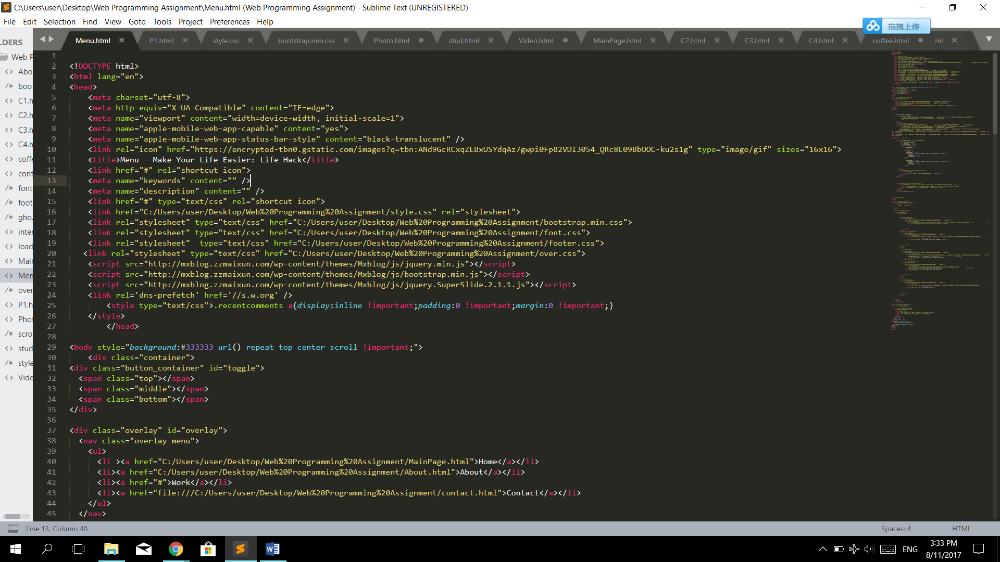 C:\Users\user\Desktop\Web Programming Assignment\Menu.html (Web Programming Assignment) - Sublime Text (UNREGISTERED)
File Edit Selection Find View Goto Tools Project Preferences Help
拖拽上传
LDERS
Menu.html P1.html style.css bootstrap.min.css Photo.html stud.html Video.html MainPage.html C2.html C3.html C4.html coffee.html ml
Web P
<> Abo
/* boot
<> C1.h
<> C2.h
<> C3.h
<> C4.h
<> coffe
<> cont
/* font
/* foot
/* gho.
<> inter
<> load
<> Main
<> Men
/* over
<> P1.h
<> Phot
/* scro
<> stud
/* style
<> Vide
1
2 <!DOCTYPE html>
3 <html lang="en">
4 <head>
5 <meta charset="utf-8">
6 <meta http-equiv="X-UA-Compatible" content="IE=edge">
7 <meta name="viewport" content="width=device-width, initial-scale=1">
8 <meta name="apple-mobile-web-app-capable" content="yes">
9 <meta name="apple-mobile-web-app-status-bar-style" content="black-translucent" />
10 <link rel="icon" href="https://encrypted-tbn0.gstatic.com/images?q=tbn:ANd9GcRCxqZEBxUSYdqAz7gwpi0Fp82VDI3054_QRc8L09BbOOC-ku2s1g" type="image/gif" sizes="16x16">
11 <title>Menu - Make Your Life Easier: Life Hack</title>
12 <link href="#" rel="shortcut icon">
13 <meta name="keywords" content="" />
14 <meta name="description" content="" />
15 <link href="#" type="text/css" rel="shortcut icon">
16 <link href="C:/Users/user/Desktop/Web%20Programming%20Assignment/style.css" rel="stylesheet">
17 <link rel="stylesheet" type="text/css" href="C:/Users/user/Desktop/Web%20Programming%20Assignment/bootstrap.min.css">
18 <link rel="stylesheet" type="text/css" href="C:/Users/user/Desktop/Web%20Programming%20Assignment/font.css">
19 <link rel="stylesheet"  type="text/css" href="C:/Users/user/Desktop/Web%20Programming%20Assignment/footer.css">
20 <link rel="stylesheet" type="text/css" href="C:/Users/user/Desktop/Web%20Programming%20Assignment/over.css">
21 <script src="http://mxblog.zzmaixun.com/wp-content/themes/Mxblog/js/jquery.min.js"></script>
22 <script src="http://mxblog.zzmaixun.com/wp-content/themes/Mxblog/js/bootstrap.min.js"></script>
23 <script src="http://mxblog.zzmaixun.com/wp-content/themes/Mxblog/js/jquery.SuperSlide.2.1.1.js"></script>
24 <link rel='dns-prefetch' href='//s.w.org' />
25 <style type="text/css">.recentcomments a{display:inline !important;padding:0 !important;margin:0 !important;}
26 </style>
27 </head>
28
29 <body style="background:#333333 url() repeat top center scroll !important;">
30 <div class="container">
31 <div class="button_container" id="toggle">
32 <span class="top"></span>
33 <span class="middle"></span>
34 <span class="bottom"></span>
35 </div>
36
37 <div class="overlay" id="overlay">
38 <nav class="overlay-menu">
39 <ul>
40 <li ><a href="C:/Users/user/Desktop/Web%20Programming%20Assignment/MainPage.html">Home</a></li>
41 <li><a href="C:/Users/user/Desktop/Web%20Programming%20Assignment/About.html">About</a></li>
42 <li><a href="#">Work</a></li>
43 <li><a href="file:///C:/Users/user/Desktop/Web%20Programming%20Assignment/contact.html">Contact</a></li>
44 </ul>
45 </nav>
Line 13, Column 40 Spaces: 4 HTML
ENG 3:33 PM
8/11/2017